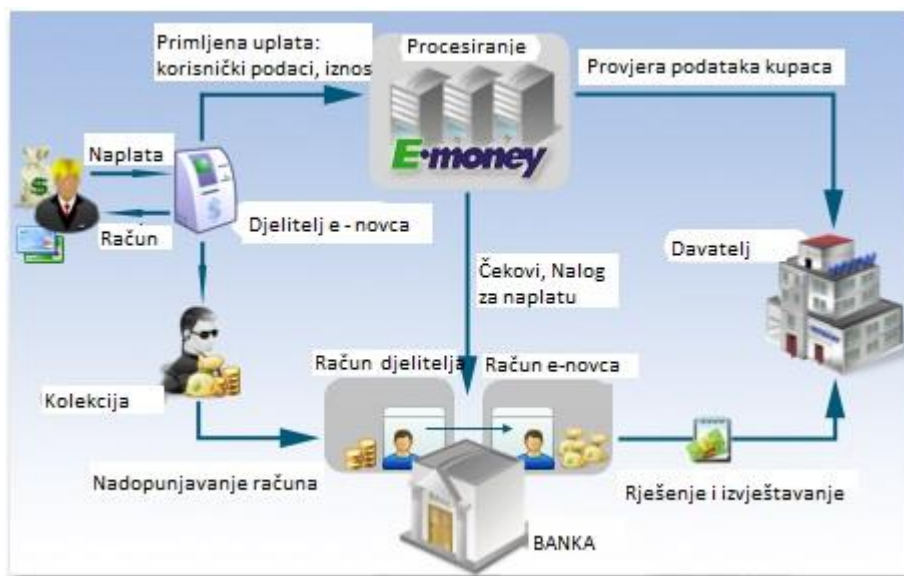 Primljena uplata:
korisnički podaci, iznos
Procesiranje
Provjera podataka kupaca
E-money
Naplata
Račun
Djelitelj e - novca
Davatelj
Čekovi, Nalog
za naplatu
Račun djelitelja
Račun e-novca
Kolekcija
Nadopunjavanje računa
Rješenje i izvještavanje
BANKA